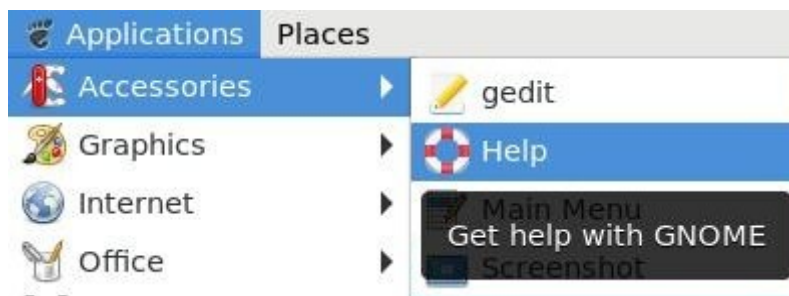 Applications Places
Accessories
Graphics
Internet
Office
gedit
Help
Main Menu
Get help with GNOME
Screenshot